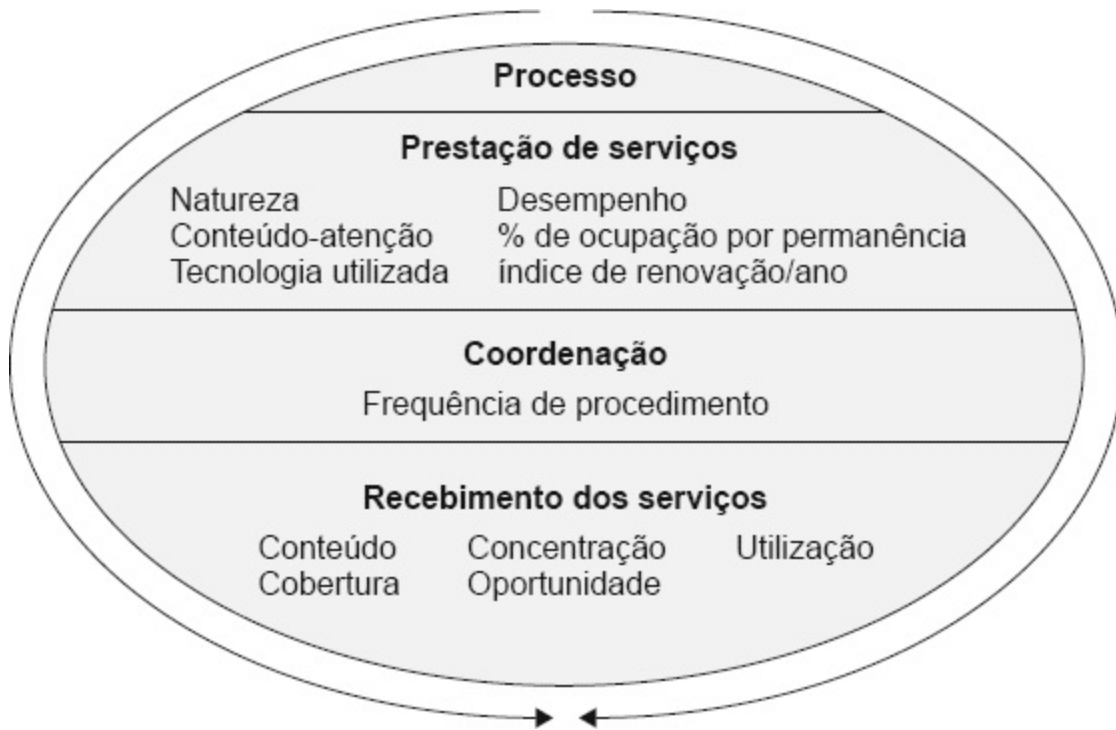 Processo
Prestação de serviços
Natureza Desempenho
Conteúdo-atenção % de ocupação por permanência
Tecnologia utilizada índice de renovação/ano
Coordenação
Frequência de procedimento
Recebimento dos serviços
Conteúdo Concentração Utilização
Cobertura Oportunidade